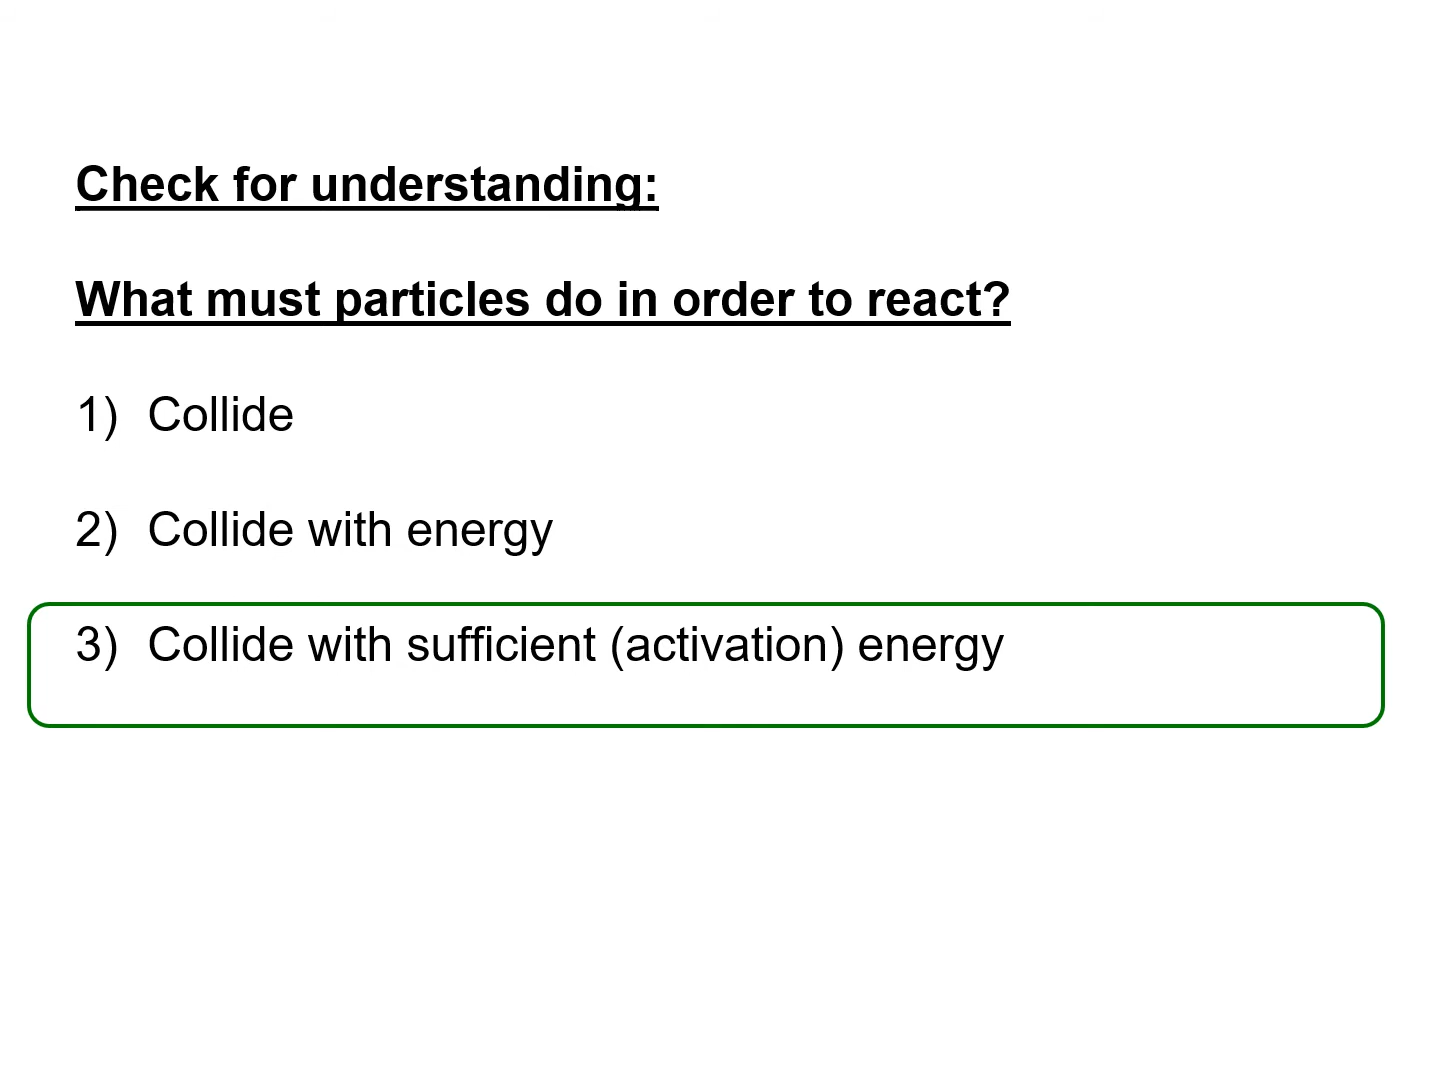 Check for understanding:
What must particles do in order to react?
1) Collide
2) Collide with energy
3) Collide with sufficient (activation) energy